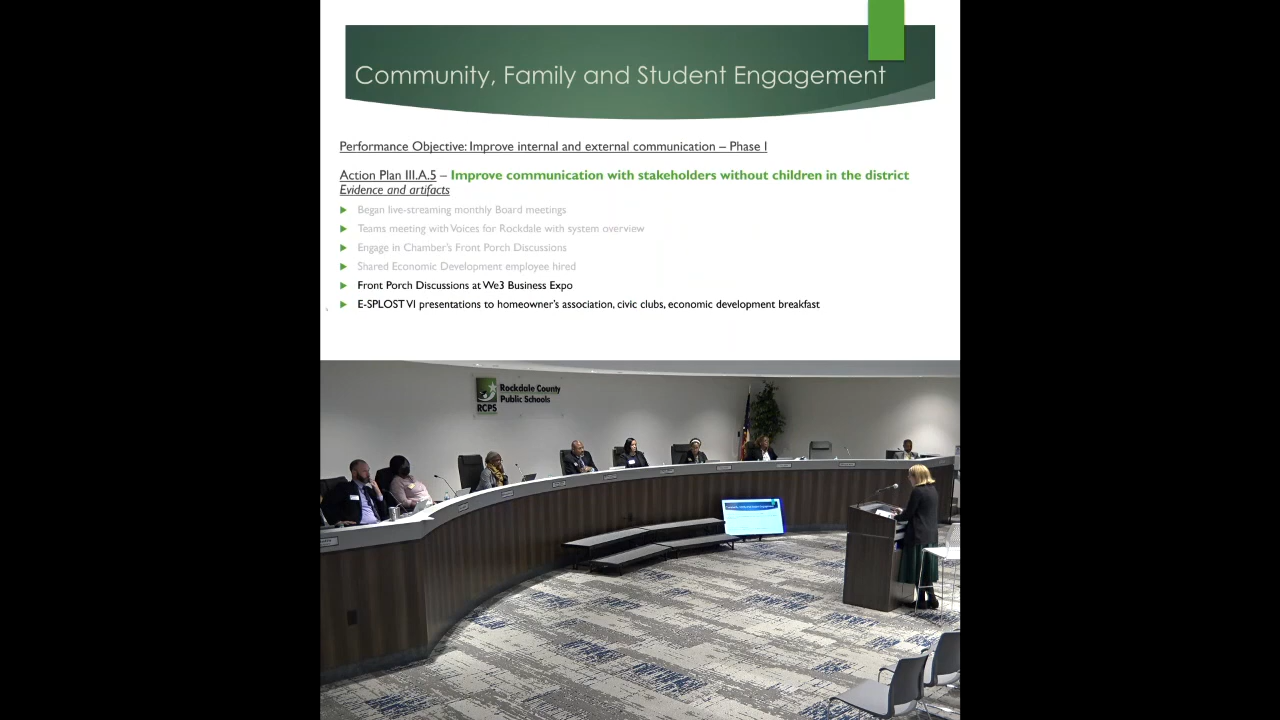 Community, Family and Student Engagement
Performance Objective: Improve internal and external communication – Phase I
Action Plan III.A.5 – Improve communication with stakeholders without children in the district
Evidence and artifacts
Began live-streaming monthly Board meetings
Teams meeting with Voices for Rockdale with system overview
Engage in Chamber's Front Porch Discussions
Shared Economic Development employee hired
Front Porch Discussions at We3 Business Expo
E-SPLOST VI presentations to homeowner's association, civic clubs, economic development breakfast
Rockdale County
Public Schools
RCPS